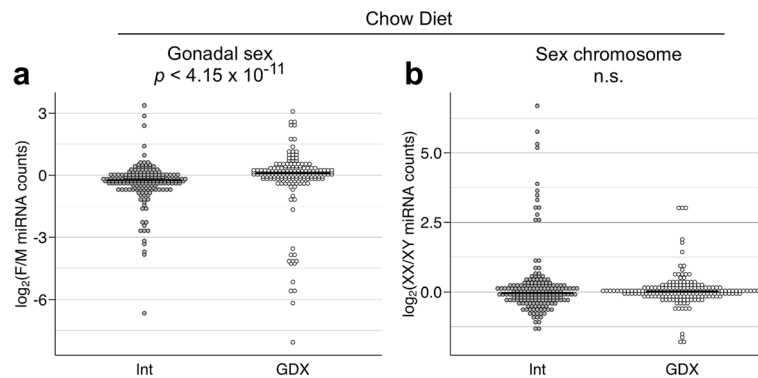 Chow Diet
a
Gonadal sex
p < 4.15 x 10⁻¹¹
log₂(F/M miRNA counts)
3
0
-3
-6
Int
GDX
b
Sex chromosome
n.s.
log₂(XX/XY miRNA counts)
5.0
2.5
0.0
Int
GDX